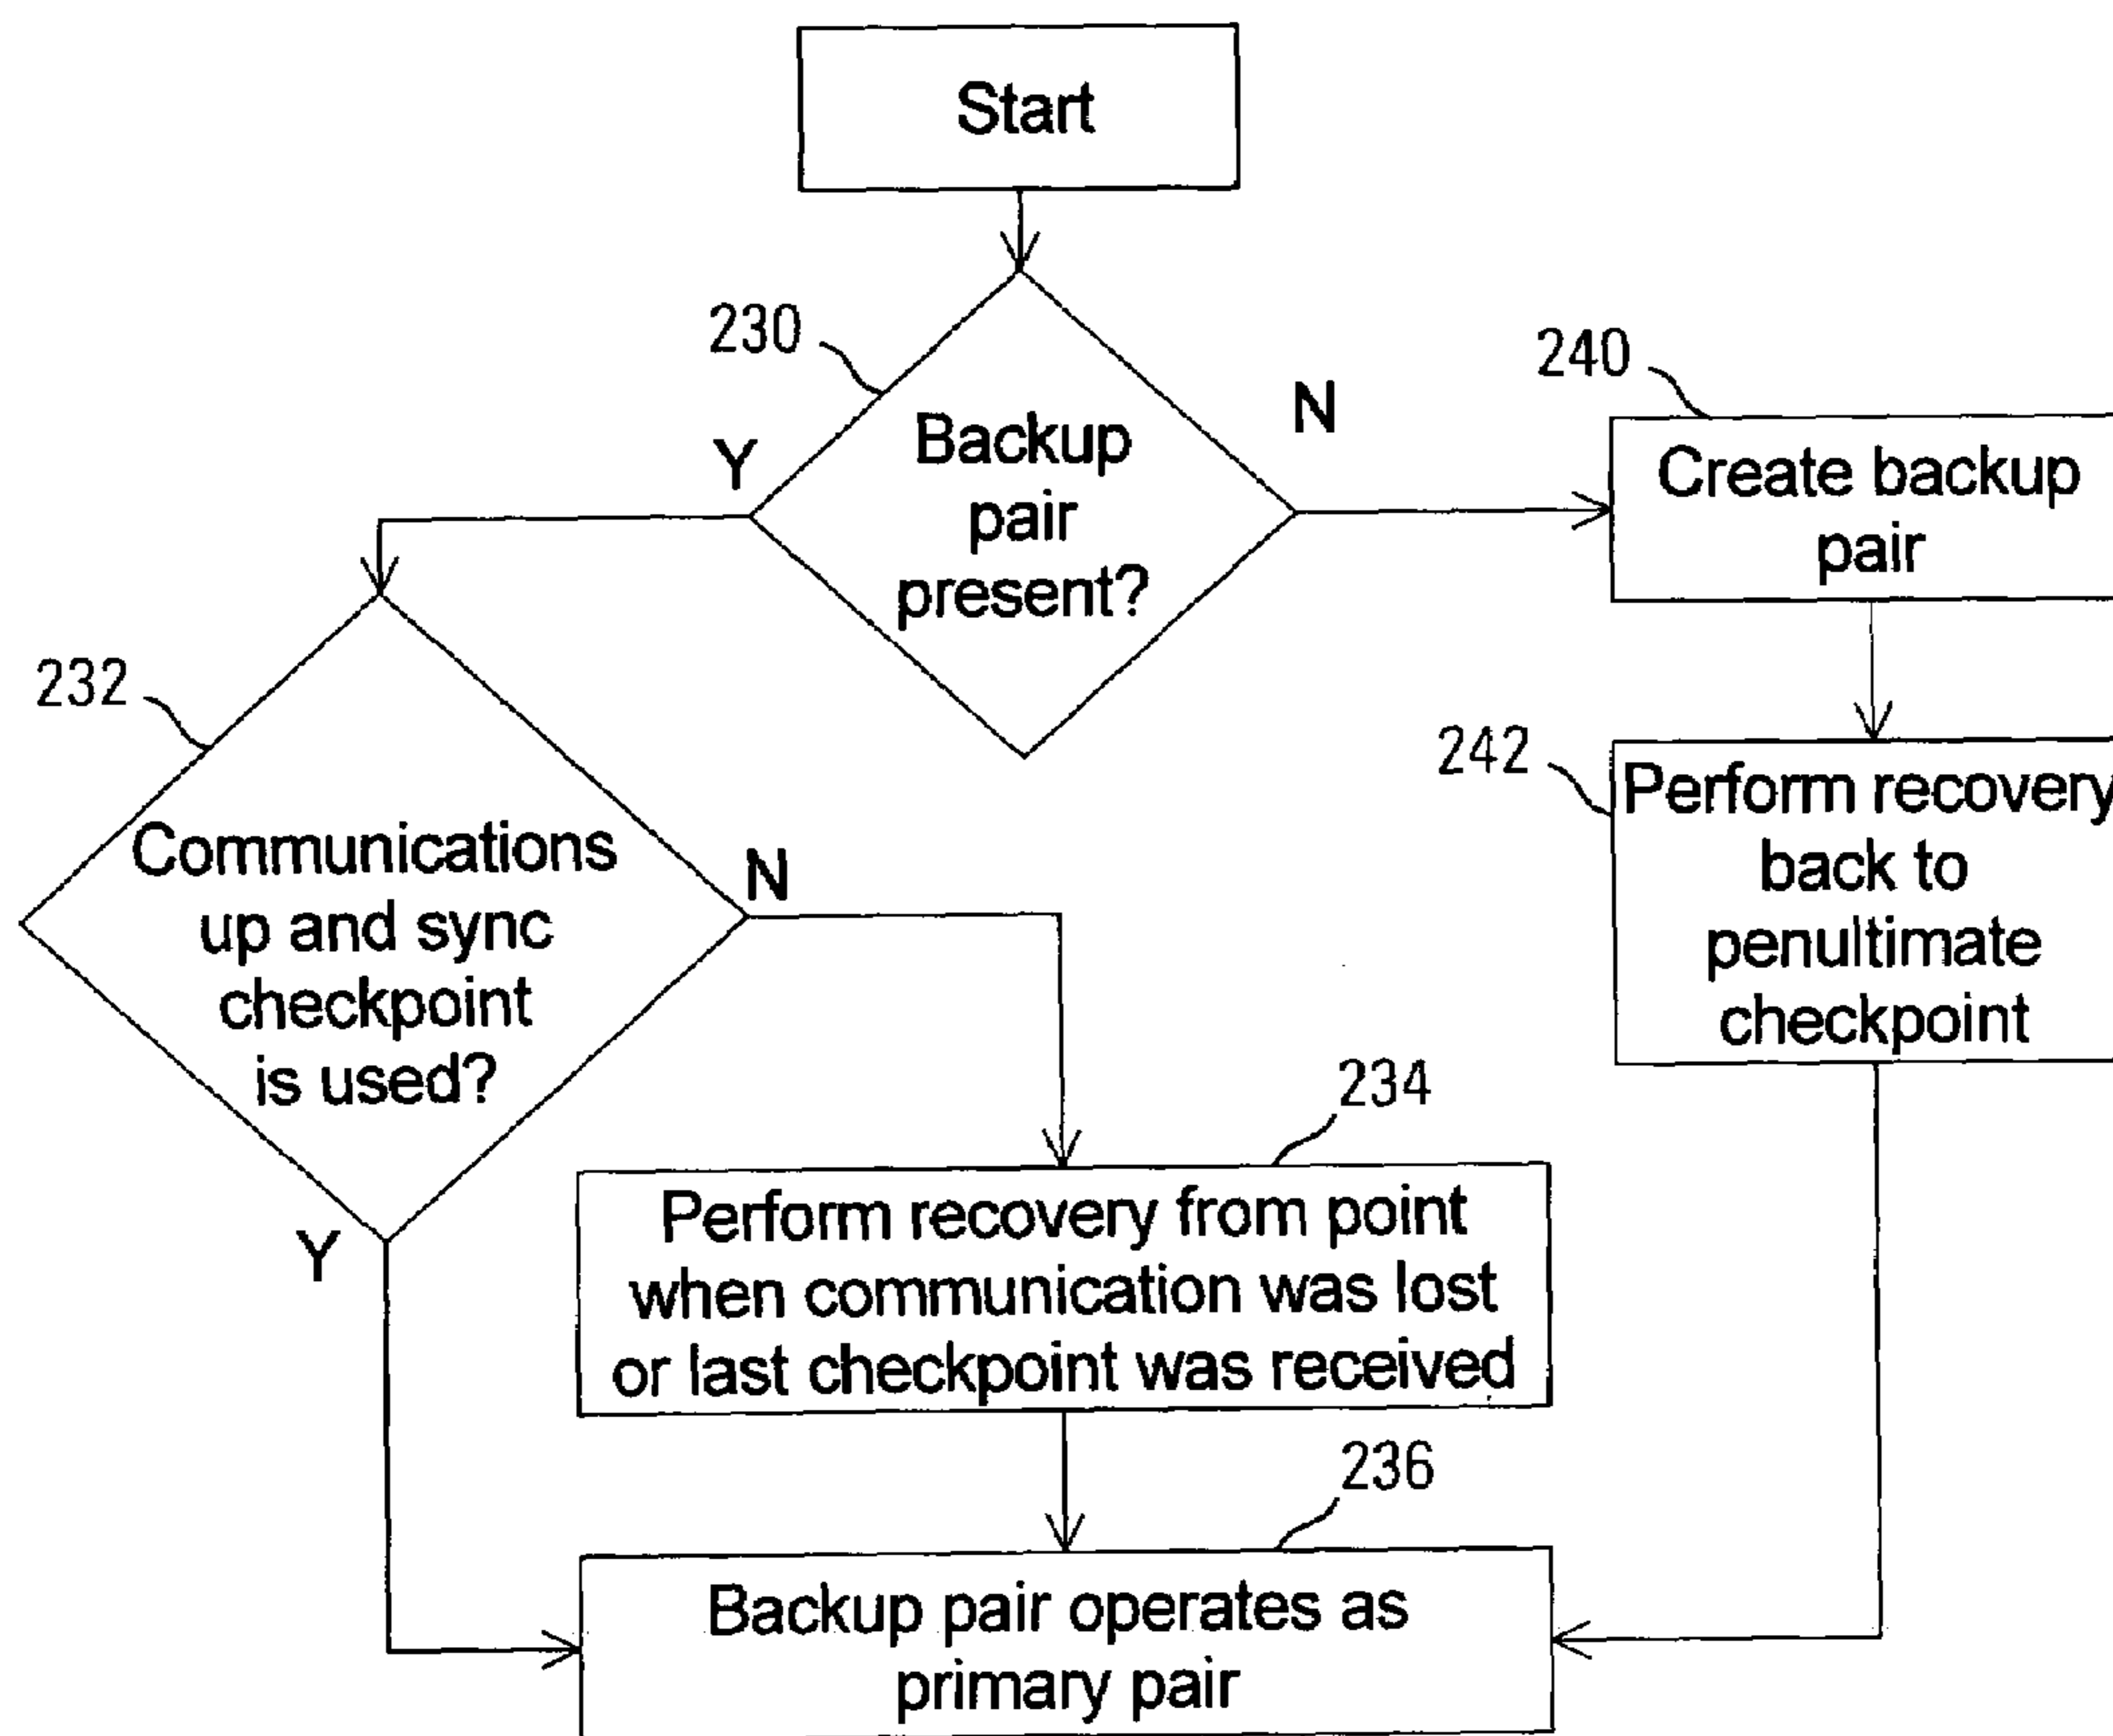 Start
230
Backup
pair
present?
Y
N
240
Create backup
pair
232
Communications
up and sync
checkpoint
is used?
N
Y
242
Perform recovery
back to
penultimate
checkpoint
234
Perform recovery from point
when communication was lost
or last checkpoint was received
236
Backup pair operates as
primary pair